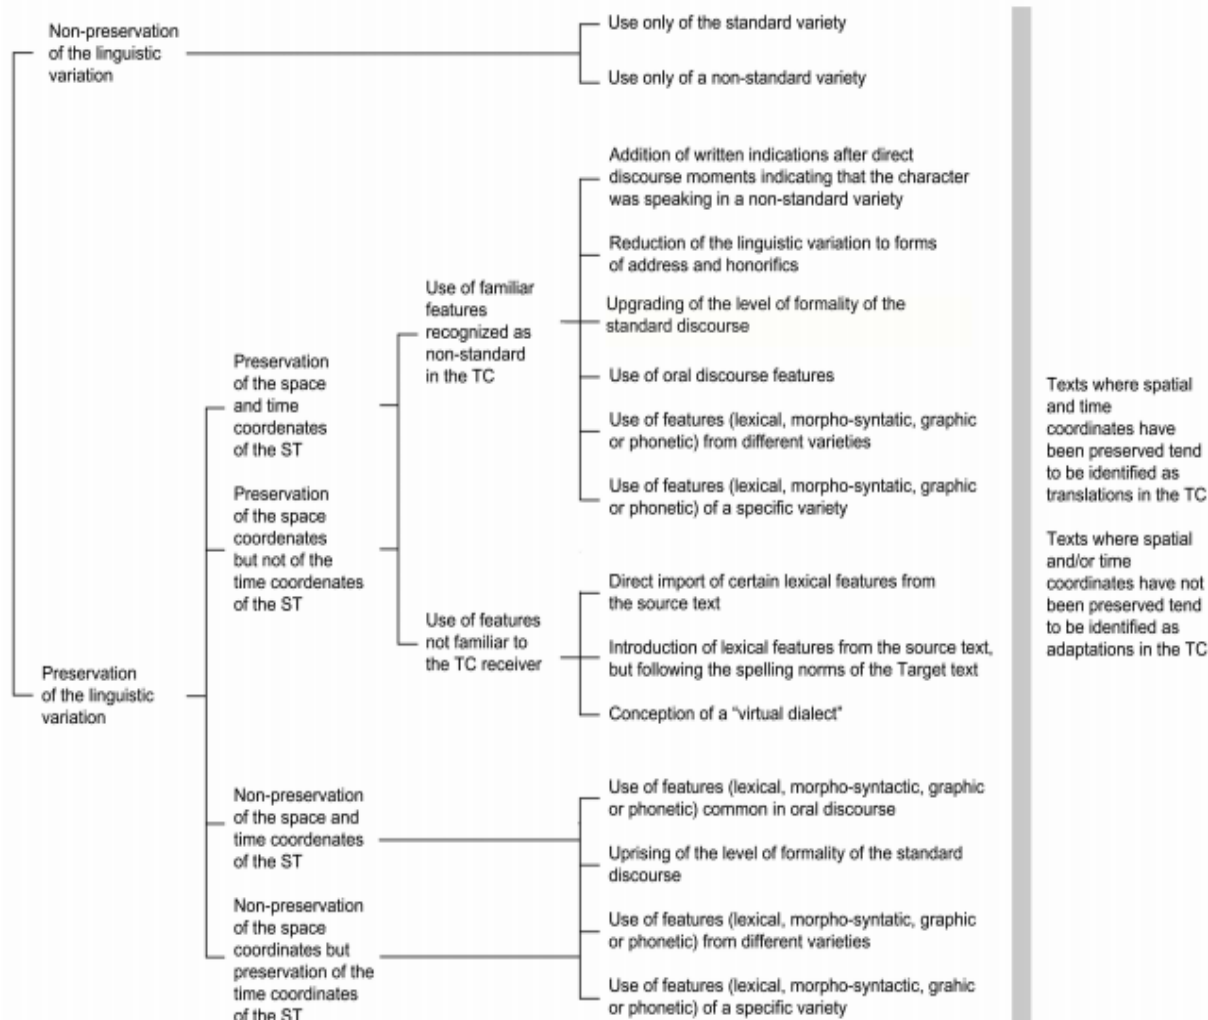 Non-preservation
of the linguistic
variation
Use only of the standard variety
Use only of a non-standard variety
Addition of written indications after direct
discourse moments indicating that the character
was speaking in a non-standard variety
Reduction of the linguistic variation to forms
of address and honorifics
Use of familiar
features
recognized as
non-standard
in the TC
Upgrading of the level of formality of the
standard discourse
Use of oral discourse features
Use of features (lexical, morpho-syntatic, graphic
or phonetic) from different varieties
Use of features (lexical, morpho-syntatic, graphic
or phonetic) of a specific variety
Preservation
of the space
and time
coordenates
of the ST
Preservation
of the space
coordenates
but not of the
time coordenates
of the ST
Use of features
not familiar to
the TC receiver
Direct import of certain lexical features from
the source text
Introduction of lexical features from the source text,
but following the spelling norms of the Target text
Conception of a “virtual dialect”
Preservation
of the linguistic
variation
Non-preservation
of the space and
time coordenates
of the ST
Non-preservation
of the space
coordinates but
preservation of the
time coordinates
of the ST
Use of features (lexical, morpho-syntactic, graphic
or phonetic) common in oral discourse
Uprising of the level of formality of the standard
discourse
Use of features (lexical, morpho-syntatic, graphic
or phonetic) from different varieties
Use of features (lexical, morpho-syntactic, grahic
or phonetic) of a specific variety
Texts where spatial
and time
coordinates have
been preserved tend
to be identified as
translations in the TC
Texts where spatial
and/or time
coordinates have not
been preserved tend
to be identified as
adaptations in the TC